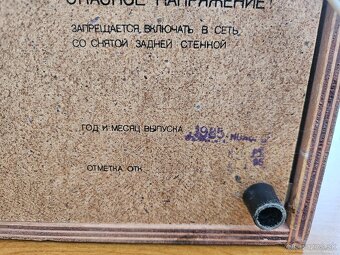 ОПАСНОЕ НАПРЯЖЕНИЕ!
ЗАПРЕЩАЕТСЯ ВКЛЮЧАТЬ В СЕТЬ
СО СНЯТОЙ ЗАДНЕЙ СТЕНКОЙ
ГОД И МЕСЯЦ ВЫПУСКА 1985
ОТМЕТКА ОТК